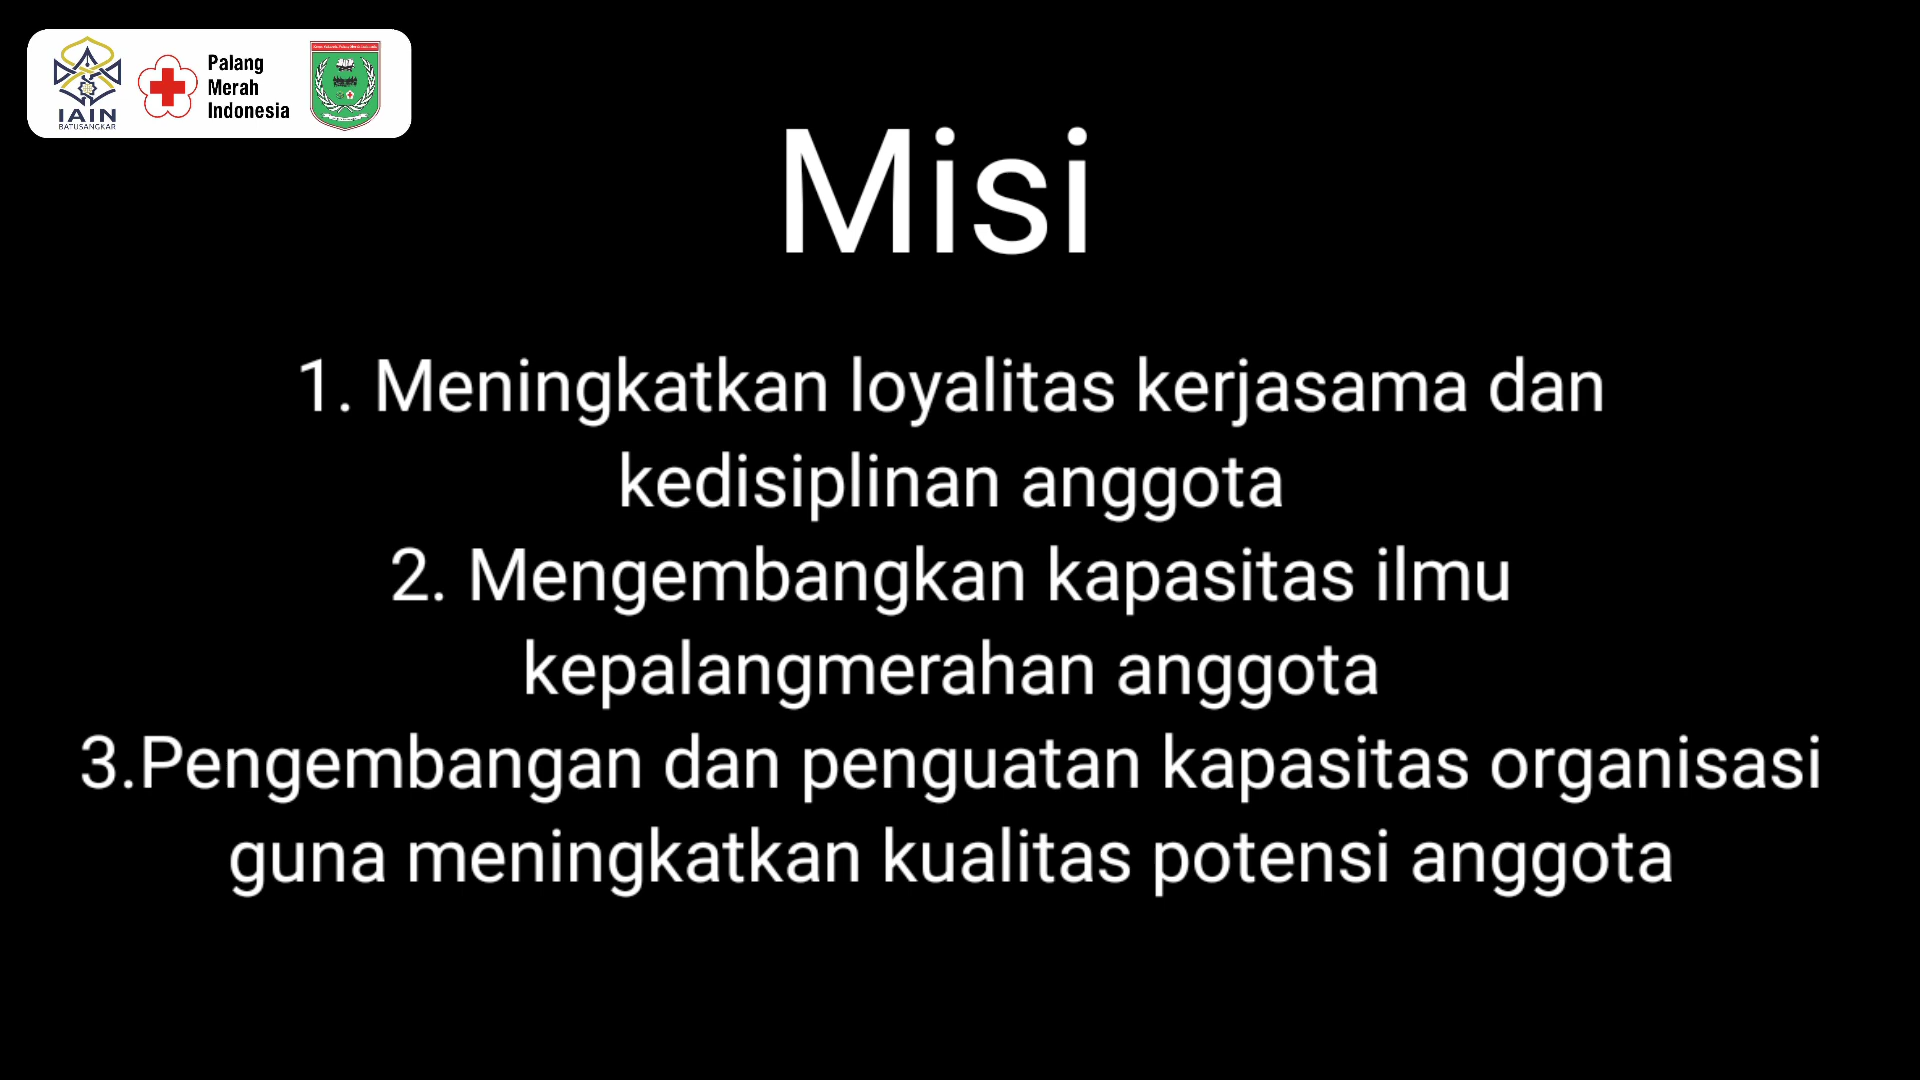 IAIN
BATUSANGKAR
Palang
Merah
Indonesia
Misi
1. Meningkatkan loyalitas kerjasama dan
kedisiplinan anggota
2. Mengembangkan kapasitas ilmu
kepalangmerahan anggota
3.Pengembangan dan penguatan kapasitas organisasi
guna meningkatkan kualitas potensi anggota